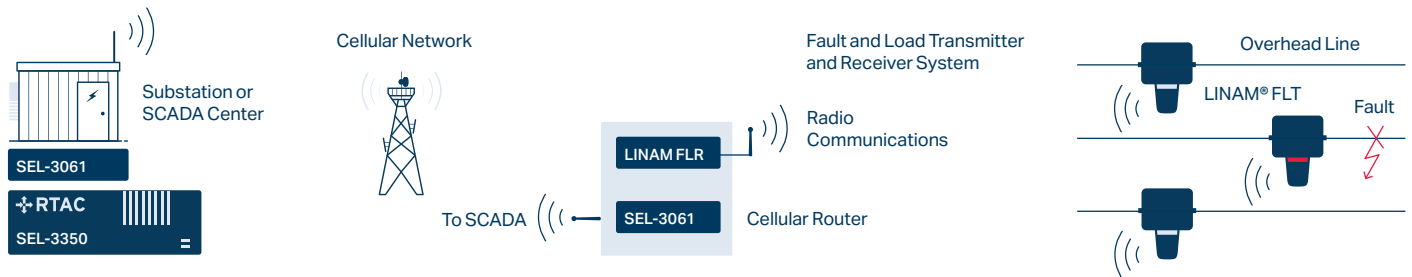 Substation or
SCADA Center
SEL-3061
RTAC
SEL-3350
Cellular Network
To SCADA
Fault and Load Transmitter
and Receiver System
LINAM FLR
Radio
Communications
SEL-3061
Cellular Router
Overhead Line
LINAM® FLT
Fault